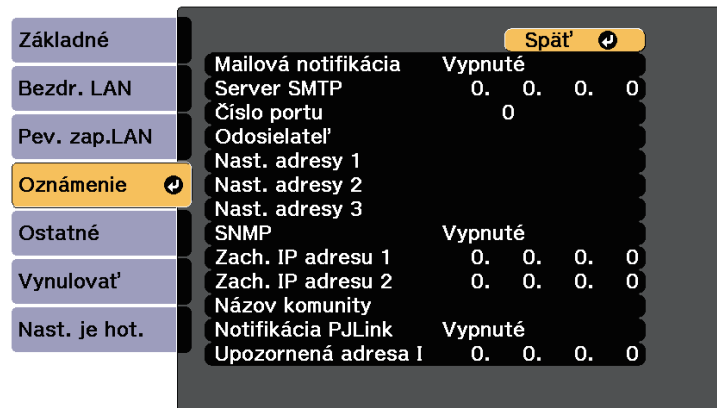 Základné
Bezdr. LAN
Pev. zap.LAN
Oznámenie
Ostatné
Vynulovať
Nast. je hot.
Späť
Mailová notifikácia Vypnuté
Server SMTP 0. 0. 0. 0
Číslo portu 0
Odosielateľ
Nast. adresy 1
Nast. adresy 2
Nast. adresy 3
SNMP Vypnuté
Zach. IP adresu 1 0. 0. 0. 0
Zach. IP adresu 2 0. 0. 0. 0
Názov komunity
Notifikácia PJLink Vypnuté
Upozornená adresa I 0. 0. 0. 0